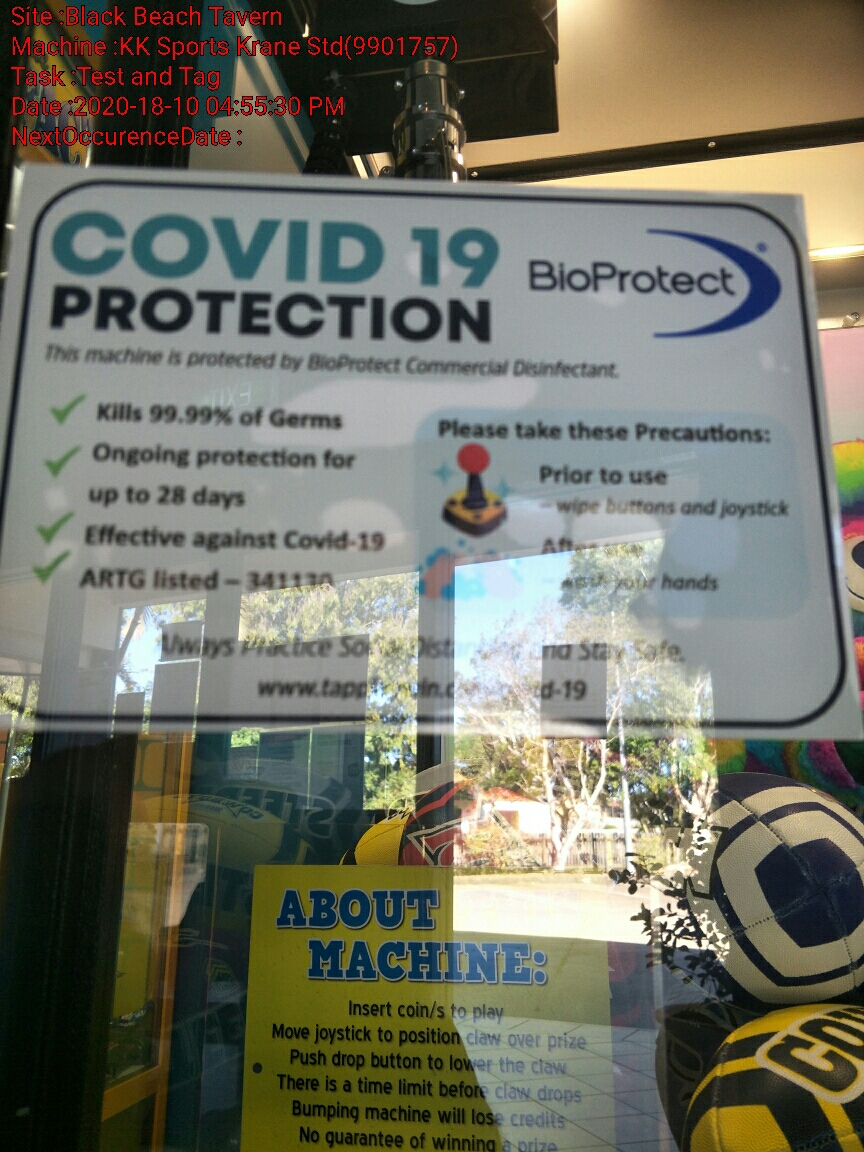 Site :Black Beach Tavern
Machine :KK Sports Krane Std(9901757)
Task :Test and Tag
Date :2020-18-10 04:55:30 PM
NextOccurenceDate :
COVID 19
PROTECTION
BioProtect
This machine is protected by BioProtect Commercial Disinfectant.
Kills 99.99% of Germs
Ongoing protection for
up to 28 days
Effective against Covid-19
ARTG listed – 341130
Please take these Precautions:
Prior to use
– wipe buttons and joystick
After
your hands
Always Practice and Stay Safe.
ABOUT
MACHINE:
Insert coin/s to play
Move joystick to position claw over prize
Push drop button to lower the claw
There is a time limit before claw drops
Bumping machine will lose credits
No guarantee of winning a prize